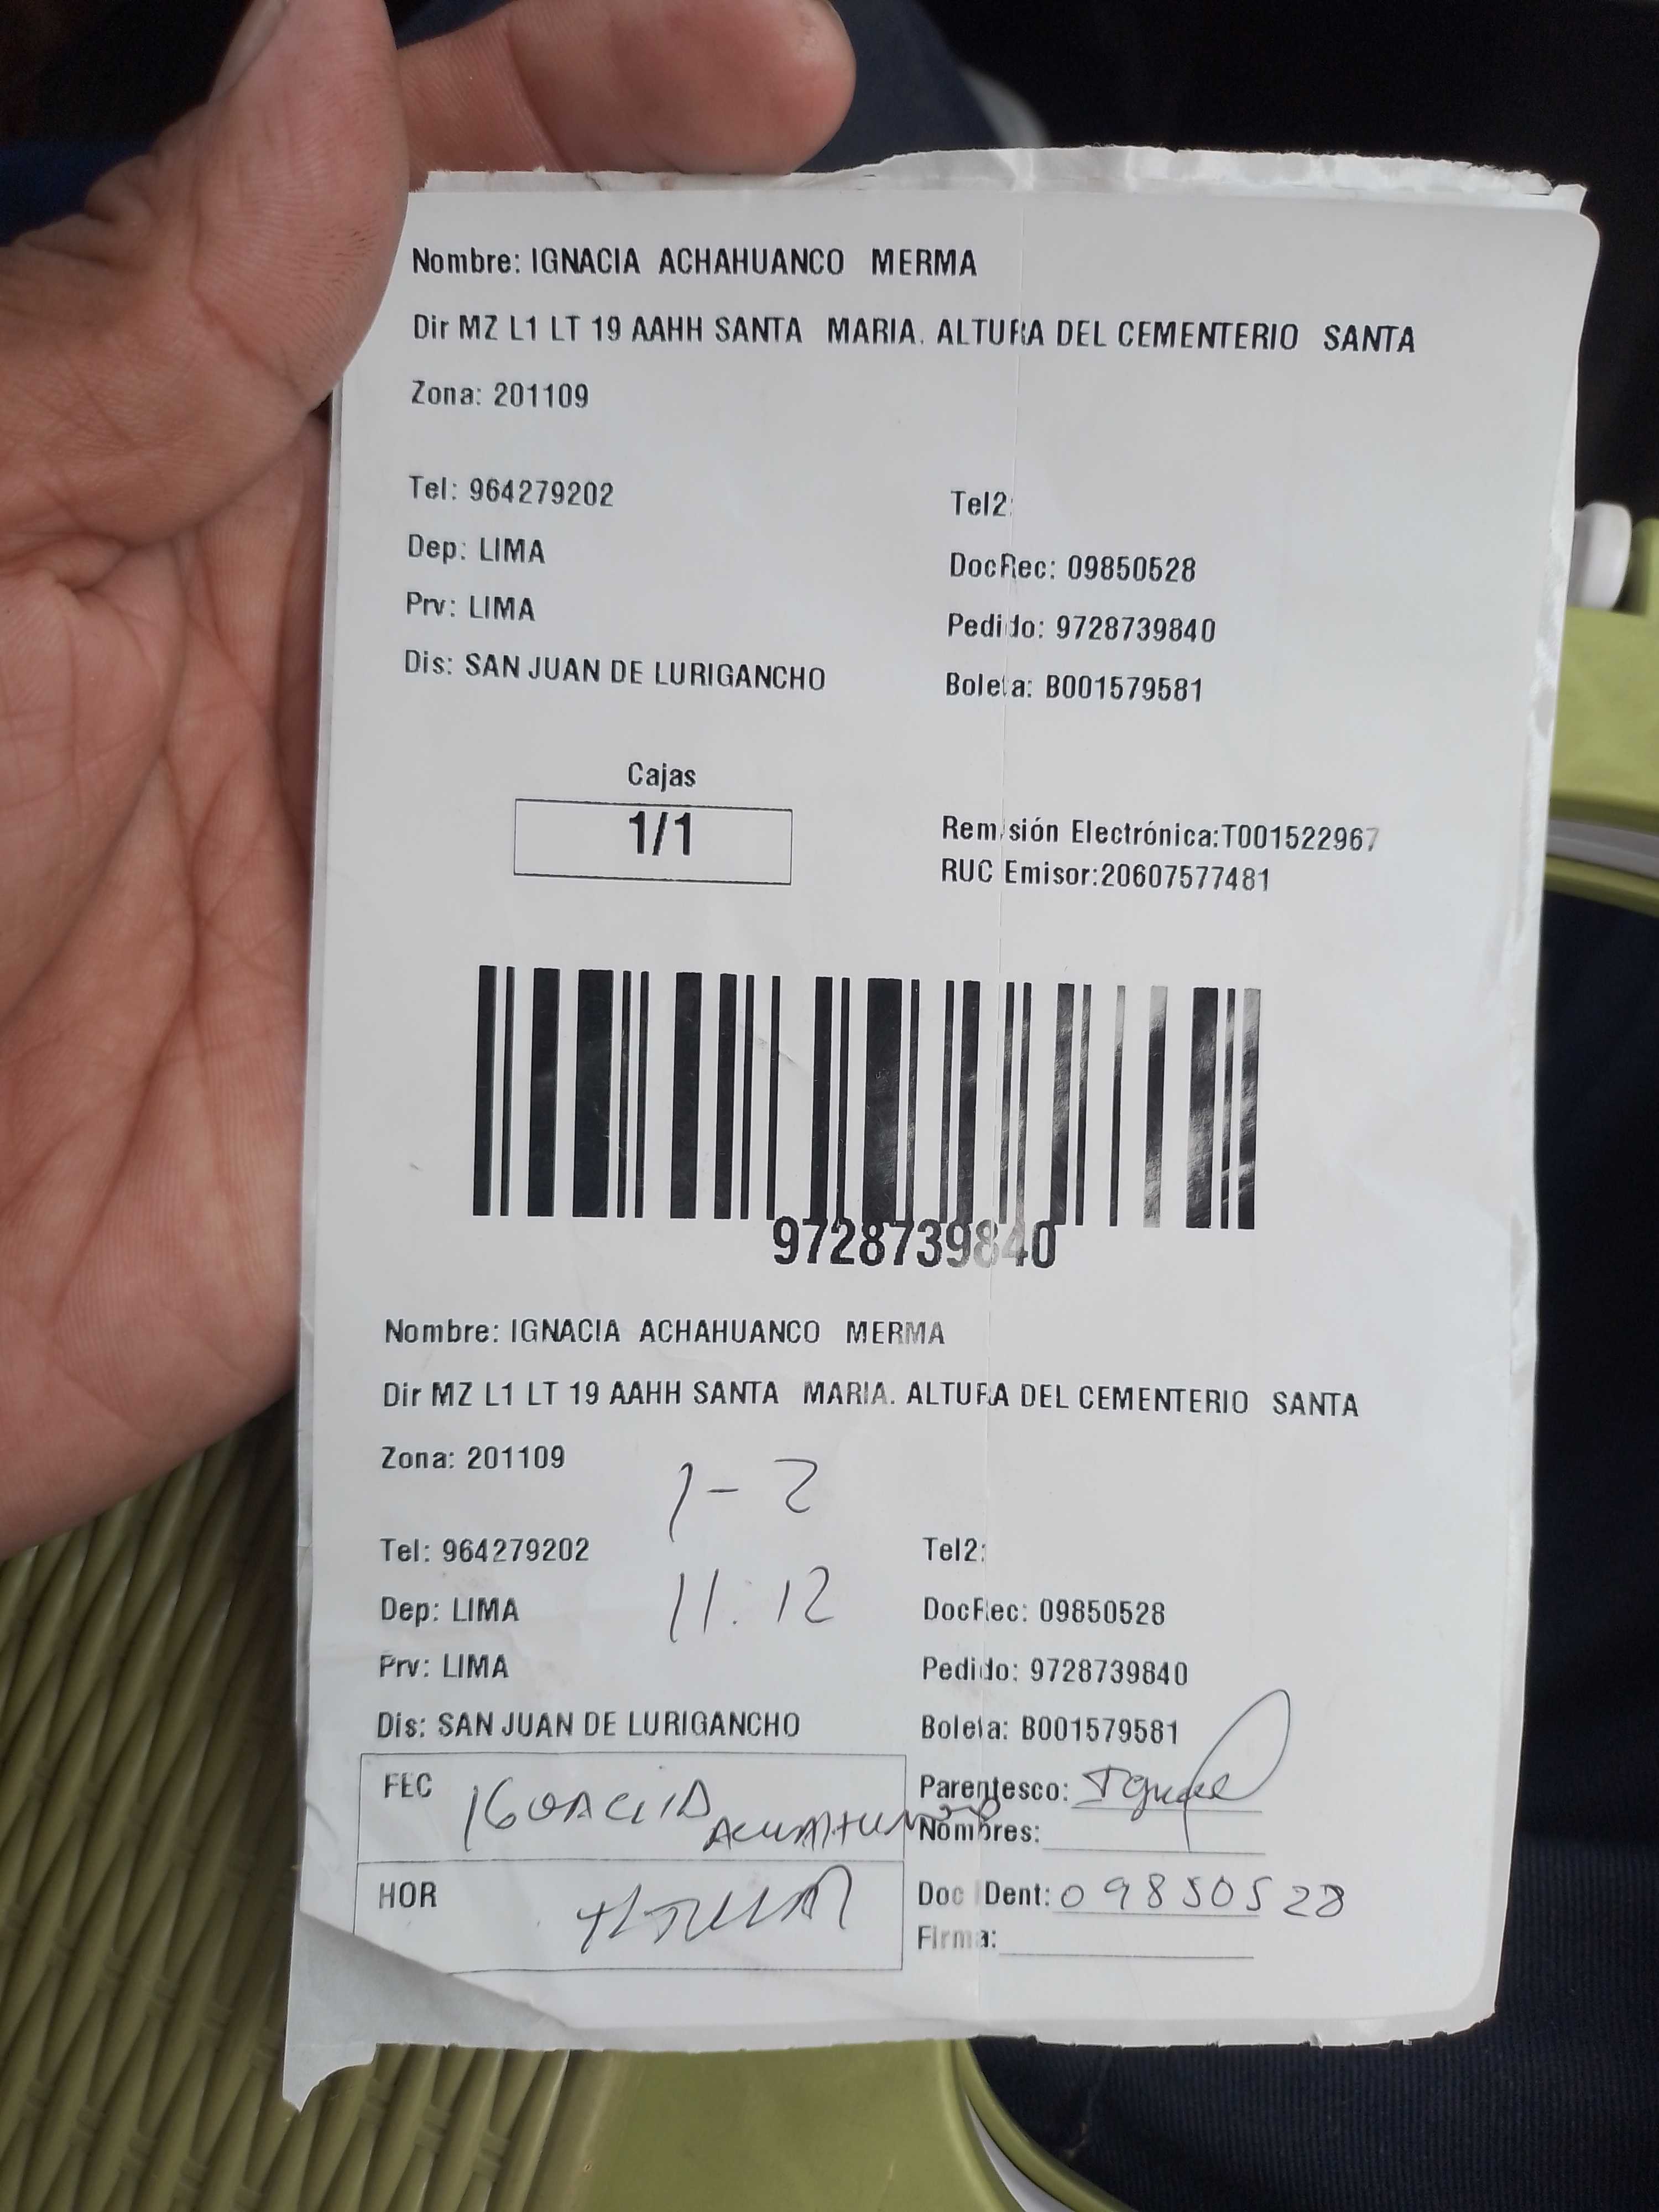 Nombre: IGNACIA ACHAHUANCO MERMA
Dir MZ L1 LT 19 AAHH SANTA MARIA. ALTURA DEL CEMENTERIO SANTA
Zona: 201109
Tel: 964279202 Tel2:
Dep: LIMA DocRec: 09850528
Prv: LIMA Pedido: 9728739840
Dis: SAN JUAN DE LURIGANCHO Boleta: B001579581
Cajas
1/1
Remisión Electrónica:T001522967
RUC Emisor:20607577481
9728739840
Nombre: IGNACIA ACHAHUANCO MERMA
Dir MZ L1 LT 19 AAHH SANTA MARIA. ALTURA DEL CEMENTERIO SANTA
Zona: 201109
1-2
Tel: 964279202 Tel2:
11:12
Dep: LIMA DocRec: 09850528
Prv: LIMA Pedido: 9728739840
Dis: SAN JUAN DE LURIGANCHO Boleta: B001579581
FEC IGNACIA Parentesco:
Nombres:
HOR Doc Ident: 09850528
Firma: